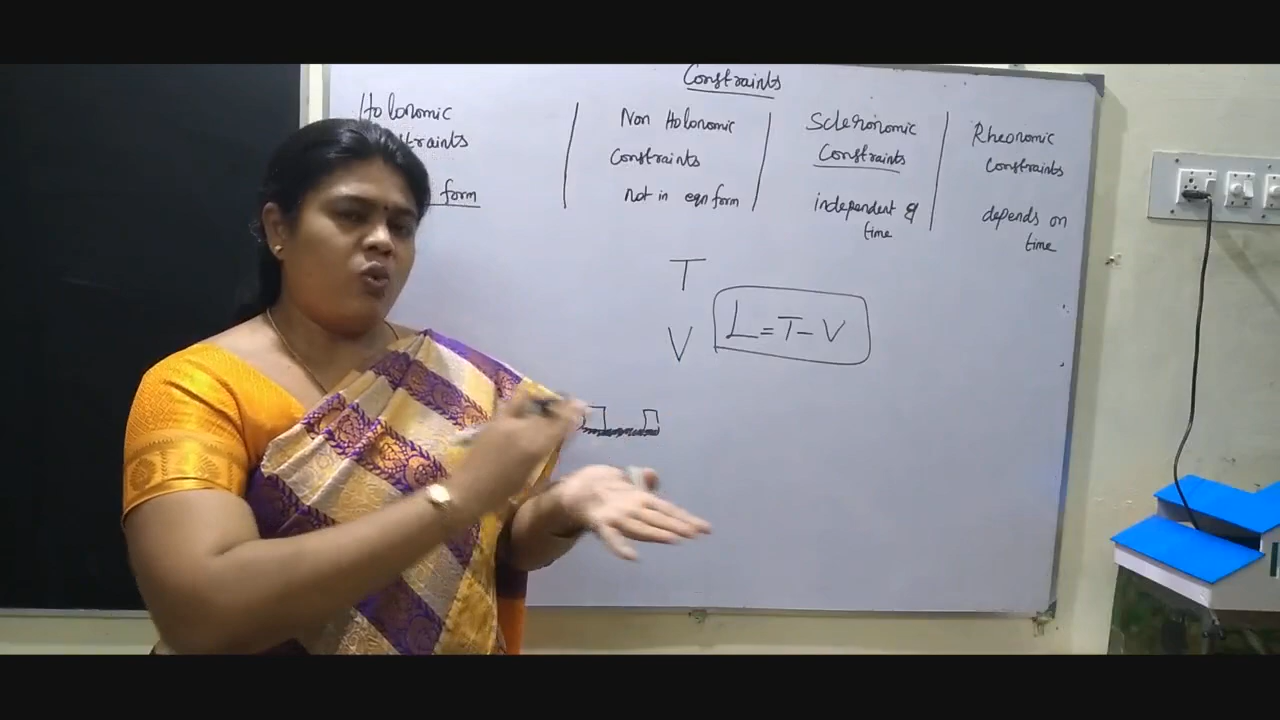 Constraints
Holonomic
form
Non Holonomic
Constraints
Not in eqn form
Scleronomic
Constraints
independent of
time
Rheonomic
Constraints
depends on
time
T
V
L = T - V